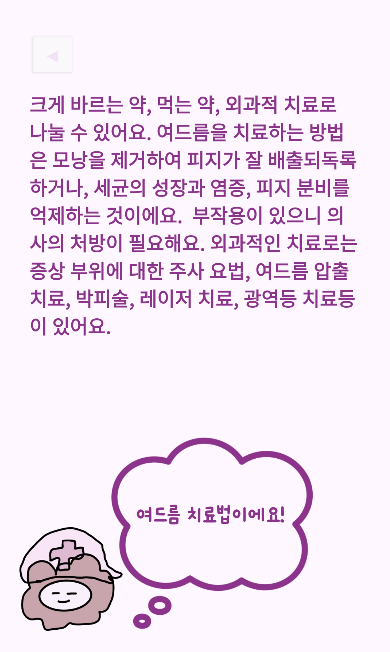 크게 바르는 약, 먹는 약, 외과적 치료로
나눌 수 있어요. 여드름을 치료하는 방법
은 모낭을 제거하여 피지가 잘 배출되독록
하거나, 세균의 성장과 염증, 피지 분비를
억제하는 것이에요. 부작용이 있으니 의
사의 처방이 필요해요. 외과적인 치료로는
증상 부위에 대한 주사 요법, 여드름 압출
치료, 박피술, 레이저 치료, 광역등 치료등
이 있어요.
여드름 치료법이에요!